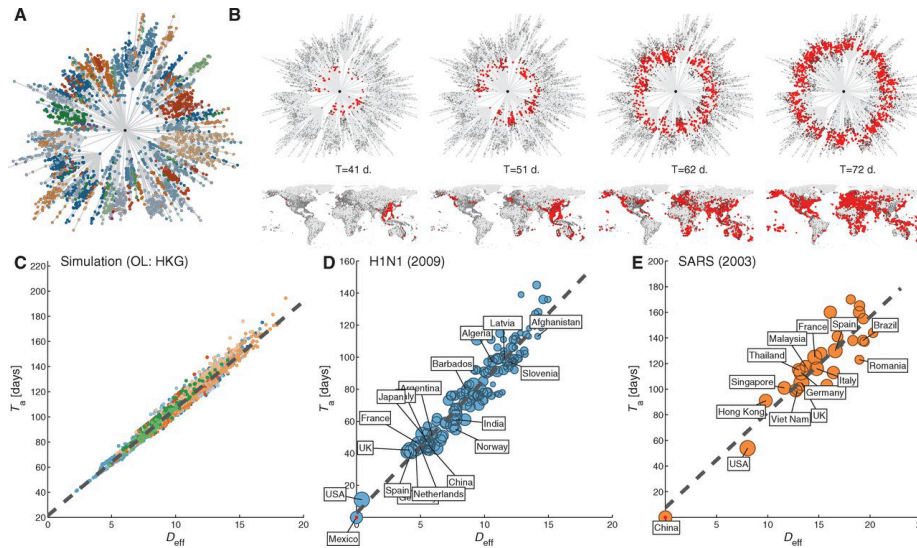 A
B
T=41 d.
T=51 d.
T=62 d.
T=72 d.
C
Simulation (OL: HKG)
220
200
180
160
140
120
100
80
60
40
20
0
5
10
15
20
Ta [days]
Deff
D
H1N1 (2009)
160
140
120
100
80
60
40
20
0
0
5
10
15
Ta [days]
Deff
Latvia
Afghanistan
Algeria
Slovenia
Barbados
Argentina
Japan
France
India
UK
Norway
China
USA
Spain
Netherlands
Mexico
E
SARS (2003)
200
180
160
140
120
100
80
60
40
20
0
0
5
10
15
Ta [days]
Deff
France
Spain
Brazil
Malaysia
Thailand
Romania
Singapore
Italy
Germany
Hong Kong
Viet Nam
UK
USA
China